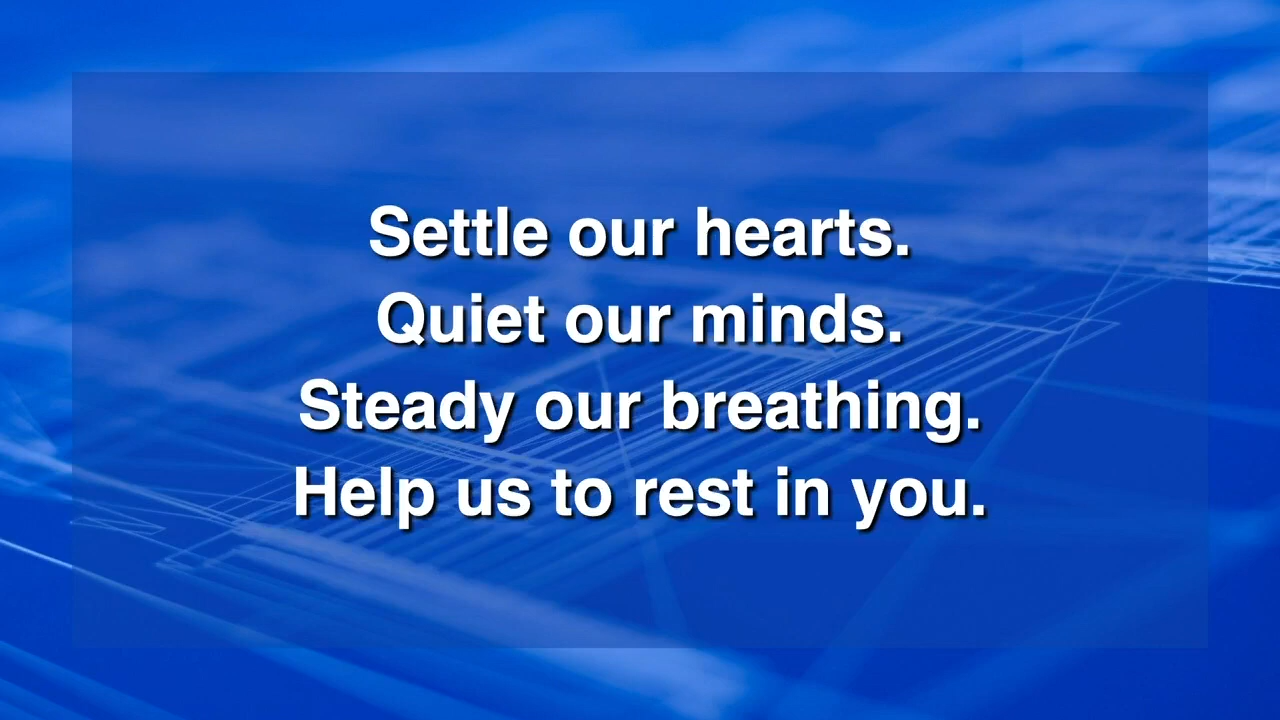 Settle our hearts.
Quiet our minds.
Steady our breathing.
Help us to rest in you.